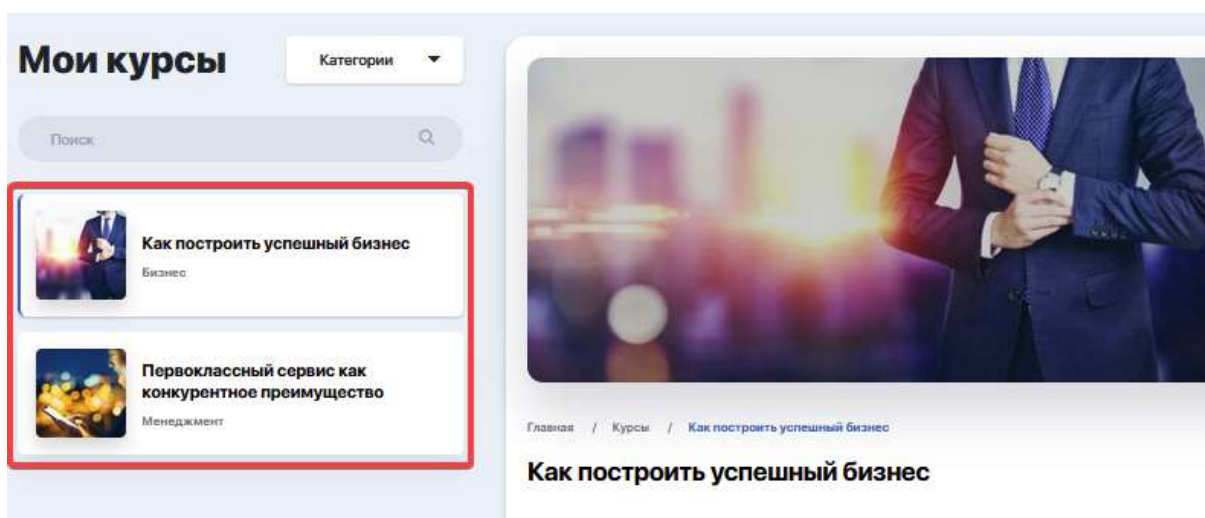 Мои курсы
Категории
Поиск
Как построить успешный бизнес
Бизнес
Первоклассный сервис как
конкурентное преимущество
Менеджмент
Главная / Курсы / Как построить успешный бизнес
Как построить успешный бизнес